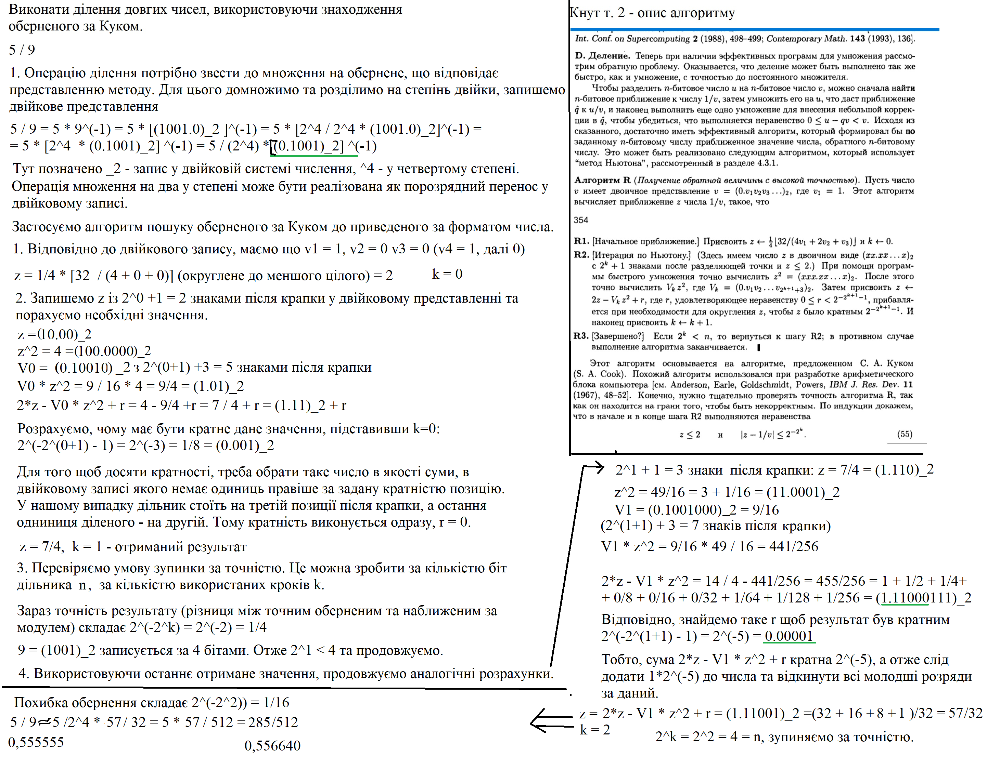 Виконати ділення довгих чисел, використовуючи знаходження
оберненого за Куком.
5 / 9
1. Операцію ділення потрібно звести до множення на обернене, що відповідає
представленню методу. Для цього домножимо та розділимо на степінь двійки, запишемо
двійкове представлення
5 / 9 = 5 * 9^(-1) = 5 * [(1001.0)_2 ]^(-1) = 5 * [2^4 / 2^4 * (1001.0)_2]^(-1) =
= 5 * [2^4 * (0.1001)_2] ^(-1) = 5 / (2^4) *[(0.1001)_2] ^(-1)
Тут позначено _2 - запис у двійковій системі числення, ^4 - у четвертому степені.
Операція множення на два у степені може бути реалізована як порозрядний перенос у
двійковому записі.
Застосуємо алгоритм пошуку оберненого за Куком до приведеного за форматом числа.
1. Відповідно до двійкового запису, маємо що v1 = 1, v2 = 0 v3 = 0 (v4 = 1, далі 0)
z = 1/4 * [32 / (4 + 0 + 0)] (округлене до меншого цілого) = 2 k = 0
2. Запишемо z із 2^0 +1 = 2 знаками після крапки у двійковому представленні та
порахуємо необхідні значення.
z =(10.00)_2
z^2 = 4 =(100.0000)_2
V0 = (0.10010) _2 з 2^(0+1) +3 = 5 знаками після крапки
V0 * z^2 = 9 / 16 * 4 = 9/4 = (1.01)_2
2*z - V0 * z^2 + r = 4 - 9/4 +r = 7 / 4 + r = (1.11)_2 + r
Розрахуємо, чому має бути кратне дане значення, підставивши k=0:
2^(-2^(0+1) - 1) = 2^(-3) = 1/8 = (0.001)_2
Для того щоб досяти кратності, треба обрати таке число в якості суми, в
двійковому записі якого немає одиниць правіше за задану кратністю позицію.
У нашому випадку дільник стоїть на третій позиції після крапки, а остання
одниниця діленого - на другій. Тому кратність виконується одразу, r = 0.
z = 7/4, k = 1 - отриманий результат
3. Перевіряємо умову зупинки за точністю. Це можна зробити за кількістю біт
дільника n, за кількістю використаних кроків k.
Зараз точність результату (різниця між точним оберненим та наближеним за
модулем) складає 2^(-2^k) = 2^(-2) = 1/4
9 = (1001)_2 записується за 4 бітами. Отже 2^1 < 4 та продовжуємо.
4. Використовуючи останнє отримане значення, продовжуємо аналогічні розрахунки.
Кнут т. 2 - опис алгоритму
Int. Conf. on Supercomputing 2 (1988), 498–499; Contemporary Math. 143 (1993), 136].
D. Деление. Теперь при наличии эффективных программ для умножения рассмо-
трим обратную проблему. Оказывается, что деление может быть выполнено так же
быстро, как и умножение, с точностью до постоянного множителя.
Чтобы разделить n-битовое число u на n-битовое число v, можно сначала найти
n-битовое приближение к числу 1/v, затем умножить его на u, что даст приближение
q̂ к u/v, и наконец выполнить еще одно умножение для внесения небольшой коррек-
ции в q̂, чтобы убедиться, что выполняется неравенство 0 ≤ u − qv < v. Исходя из
сказанного, достаточно иметь эффективный алгоритм, который формировал бы по
заданному n-битовому числу приближенное значение числа, обратного n-битовому
числу. Это может быть реализовано следующим алгоритмом, который использует
“метод Ньютона”, рассмотренный в разделе 4.3.1.
Алгоритм R (Получение обратной величины с высокой точностью). Пусть число
v имеет двоичное представление v = (0.v₁v₂v₃...)₂, где v₁ = 1. Этот алгоритм
вычисляет приближение z числа 1/v, такое, что
354
R1. [Начальное приближение.] Присвоить z ← ¼⌊32/(4v₁ + 2v₂ + v₃)⌋ и k ← 0.
R2. [Итерация по Ньютону.] (Здесь имеем число z в двоичном виде (xx.xx...x)₂
с 2^k + 1 знаками после разделяющей точки и z ≤ 2.) При помощи програм-
мы быстрого умножения точно вычислить z² = (xxx.xx...x)₂. После этого
точно вычислить V_k z², где V_k = (0.v₁v₂...v_{2^{k+1}+3})₂. Затем присвоить z ←
2z − V_k z² + r, где r, удовлетворяющее неравенству 0 ≤ r < 2^{−2^{k+1}−1}, прибавля-
ется при необходимости для округления z, чтобы z было кратным 2^{−2^{k+1}−1}. И
наконец присвоить k ← k + 1.
R3. [Завершено?] Если 2^k < n, то вернуться к шагу R2; в противном случае
выполнение алгоритма заканчивается. ▮
Этот алгоритм основывается на алгоритме, предложенном С. А. Куком
(S. A. Cook). Похожий алгоритм использовался при разработке арифметического
блока компьютера [см. Anderson, Earle, Goldschmidt, Powers, IBM J. Res. Dev. 11
(1967), 48–52]. Конечно, нужно тщательно проверять точность алгоритма R, так
как он находится на грани того, чтобы быть некорректным. По индукции докажем,
что в начале и в конце шага R2 выполняются неравенства
z ≤ 2 и |z − 1/v| ≤ 2^{−2^k}. (55)
2^1 + 1 = 3 знаки після крапки: z = 7/4 = (1.110)_2
z^2 = 49/16 = 3 + 1/16 = (11.0001)_2
V1 = (0.1001000)_2 = 9/16
(2^(1+1) + 3 = 7 знаків після крапки)
V1 * z^2 = 9/16 * 49 / 16 = 441/256
2*z - V1 * z^2 = 14 / 4 - 441/256 = 455/256 = 1 + 1/2 + 1/4+
+ 0/8 + 0/16 + 0/32 + 1/64 + 1/128 + 1/256 = (1.11000111)_2
Відповідно, знайдемо таке r щоб результат був кратним
2^(-2^(1+1) - 1) = 2^(-5) = 0.00001
Тобто, сума 2*z - V1 * z^2 + r кратна 2^(-5), а отже слід
додати 1*2^(-5) до числа та відкинути всі молодші розряди
за даний.
z = 2*z - V1 * z^2 + r = (1.11001)_2 =(32 + 16 + 8 + 1 )/32 = 57/32
k = 2
2^k = 2^2 = 4 = n, зупиняємо за точністю.
Похибка обернення складає 2^(-2^2)) = 1/16
5 / 9 ≈ 5 /2^4 * 57/ 32 = 5 * 57 / 512 = 285/512
0,555555 0,556640